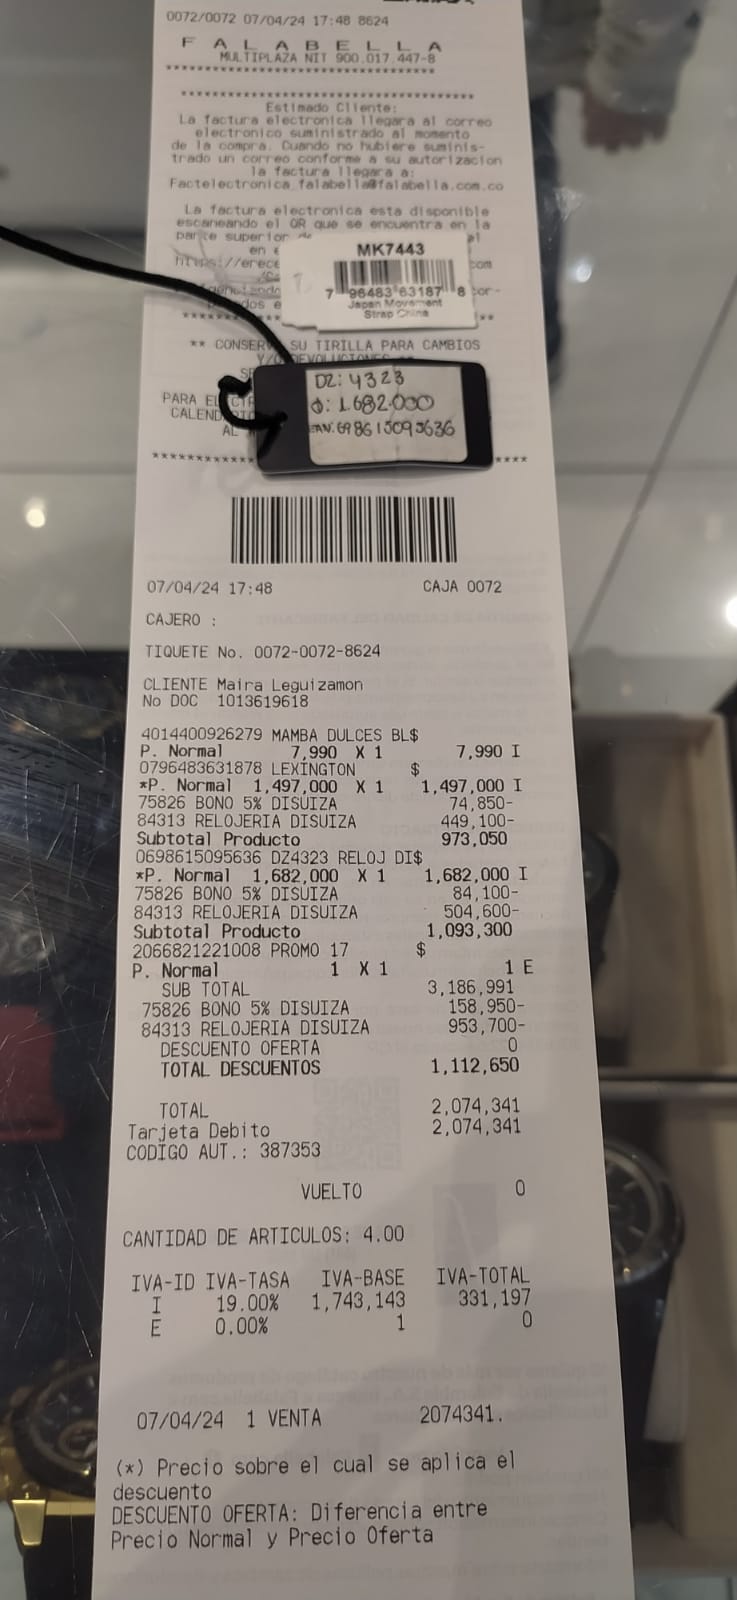 0072/0072 07/04/24 17:48 8624
F A L A B E L L A
MULTIPLAZA NIT 900.017.447-8
**********************************
**********************************
Estimado Cliente:
La factura electronica llegara al correo
electronico suministrado al momento
de la compra. Cuando no hubiere suminis-
trado un correo conforme a su autorizacion
la factura llegara a:
Factelectronica_falabella@falabella.com.co
La factura electronica esta disponible
escaneando el QR que se encuentra en la
parte superior
en
MK7443
7 96483 63187 8
Japan Movement
Strap China
** CONSERV SU TIRILLA PARA CAMBIOS
PARA
AL
DZ: 4323
$: 1.682.000
EAN: 698615095636
07/04/24 17:48 CAJA 0072
CAJERO :
TIQUETE No. 0072-0072-8624
CLIENTE Maira Leguizamon
No DOC 1013619618
4014400926279 MAMBA DULCES BL$
P. Normal 7,990 X 1 7,990 I
0796483631878 LEXINGTON $
*P. Normal 1,497,000 X 1 1,497,000 I
75826 BONO 5% DISUIZA 74,850-
84313 RELOJERIA DISUIZA 449,100-
Subtotal Producto 973,050
0698615095636 DZ4323 RELOJ DI$
*P. Normal 1,682,000 X 1 1,682,000 I
75826 BONO 5% DISUIZA 84,100-
84313 RELOJERIA DISUIZA 504,600-
Subtotal Producto 1,093,300
2066821221008 PROMO 17 $
P. Normal 1 X 1 1 E
SUB TOTAL 3,186,991
75826 BONO 5% DISUIZA 158,950-
84313 RELOJERIA DISUIZA 953,700-
DESCUENTO OFERTA 0
TOTAL DESCUENTOS 1,112,650
TOTAL 2,074,341
Tarjeta Debito 2,074,341
CODIGO AUT.: 387353
VUELTO 0
CANTIDAD DE ARTICULOS: 4.00
IVA-ID IVA-TASA IVA-BASE IVA-TOTAL
I 19.00% 1,743,143 331,197
E 0.00% 1 0
07/04/24 1 VENTA 2074341.
(*) Precio sobre el cual se aplica el
descuento
DESCUENTO OFERTA: Diferencia entre
Precio Normal y Precio Oferta